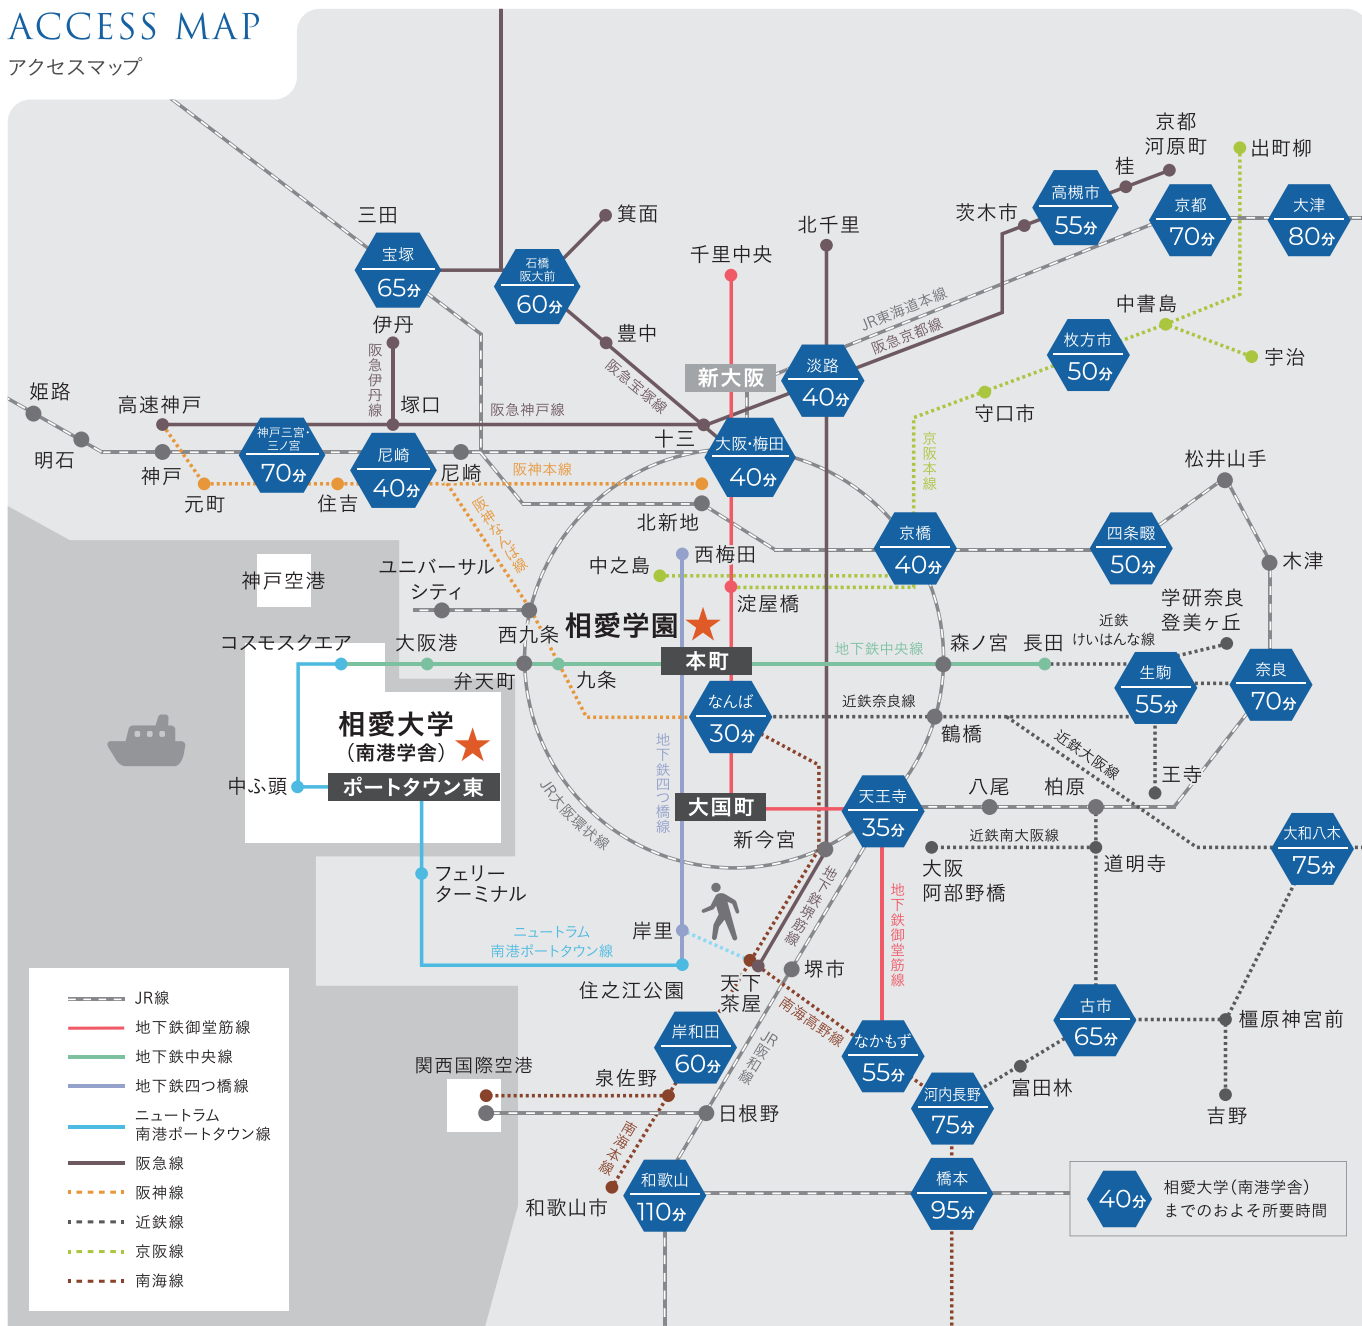 ACCESS MAP
アクセスマップ
京都
河原町
出町柳
桂
高槻市
55分
茨木市
京都
70分
大津
80分
三田
箕面
北千里
千里中央
宝塚
65分
石橋
阪大前
60分
中書島
JR東海道本線
阪急京都線
伊丹
豊中
枚方市
50分
宇治
阪急伊丹線
阪急宝塚線
新大阪
淡路
40分
守口市
姫路
高速神戸
塚口
阪急神戸線
十三
大阪・梅田
40分
京阪本線
明石
神戸
神戸三宮・
三ノ宮
70分
尼崎
40分
尼崎
阪神本線
松井山手
元町
住吉
阪神なんば線
北新地
京橋
40分
四条畷
50分
木津
西梅田
中之島
淀屋橋
神戸空港
ユニバーサル
シティ
学研奈良
登美ヶ丘
近鉄
けいはんな線
相愛学園
西九条
コスモスクエア
大阪港
弁天町
九条
本町
地下鉄中央線
森ノ宮
長田
生駒
55分
奈良
70分
なんば
30分
近鉄奈良線
鶴橋
相愛大学
(南港学舎)
地下鉄四つ橋線
近鉄大阪線
王寺
中ふ頭
ポートタウン東
JR大阪環状線
大国町
天王寺
35分
八尾
柏原
新今宮
近鉄南大阪線
大阪
阿部野橋
道明寺
大和八木
75分
フェリー
ターミナル
地下鉄堺筋線
地下鉄御堂筋線
ニュートラム
南港ポートタウン線
岸里
住之江公園
天下
茶屋
堺市
南海高野線
古市
65分
橿原神宮前
岸和田
60分
JR阪和線
なかもず
55分
関西国際空港
泉佐野
富田林
日根野
河内長野
75分
吉野
南海本線
和歌山市
和歌山
110分
橋本
95分
JR線
地下鉄御堂筋線
地下鉄中央線
地下鉄四つ橋線
ニュートラム
南港ポートタウン線
阪急線
阪神線
近鉄線
京阪線
南海線
40分
相愛大学(南港学舎)
までのおよそ所要時間